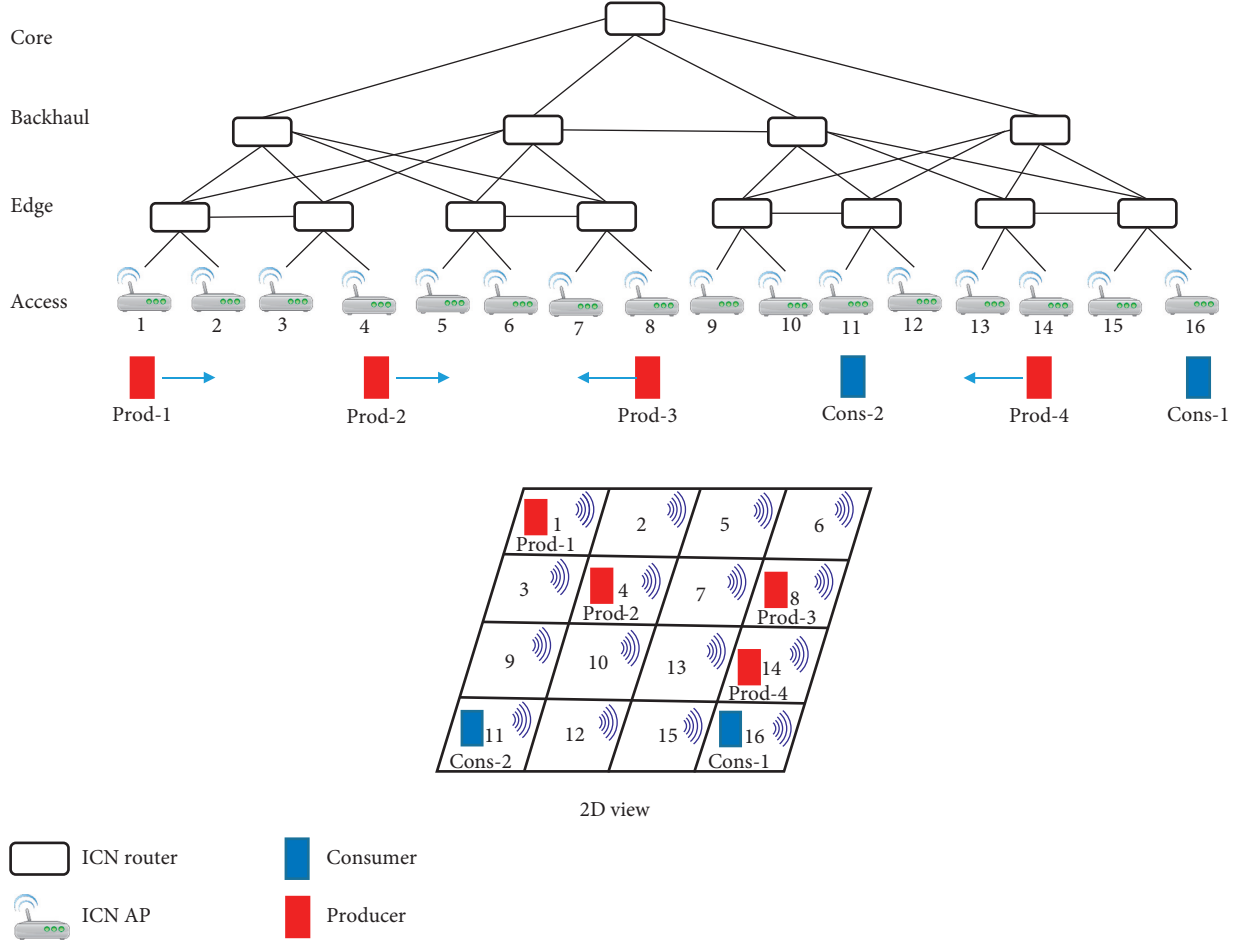 Core
Backhaul
Edge
Access
1 2 3 4 5 6 7 8 9 10 11 12 13 14 15 16
Prod-1 Prod-2 Prod-3 Cons-2 Prod-4 Cons-1
1 2 5 6
Prod-1
3 4 7 8
Prod-2 Prod-3
9 10 13 14
Prod-4
11 12 15 16
Cons-2 Cons-1
2D view
ICN router Consumer
ICN AP Producer